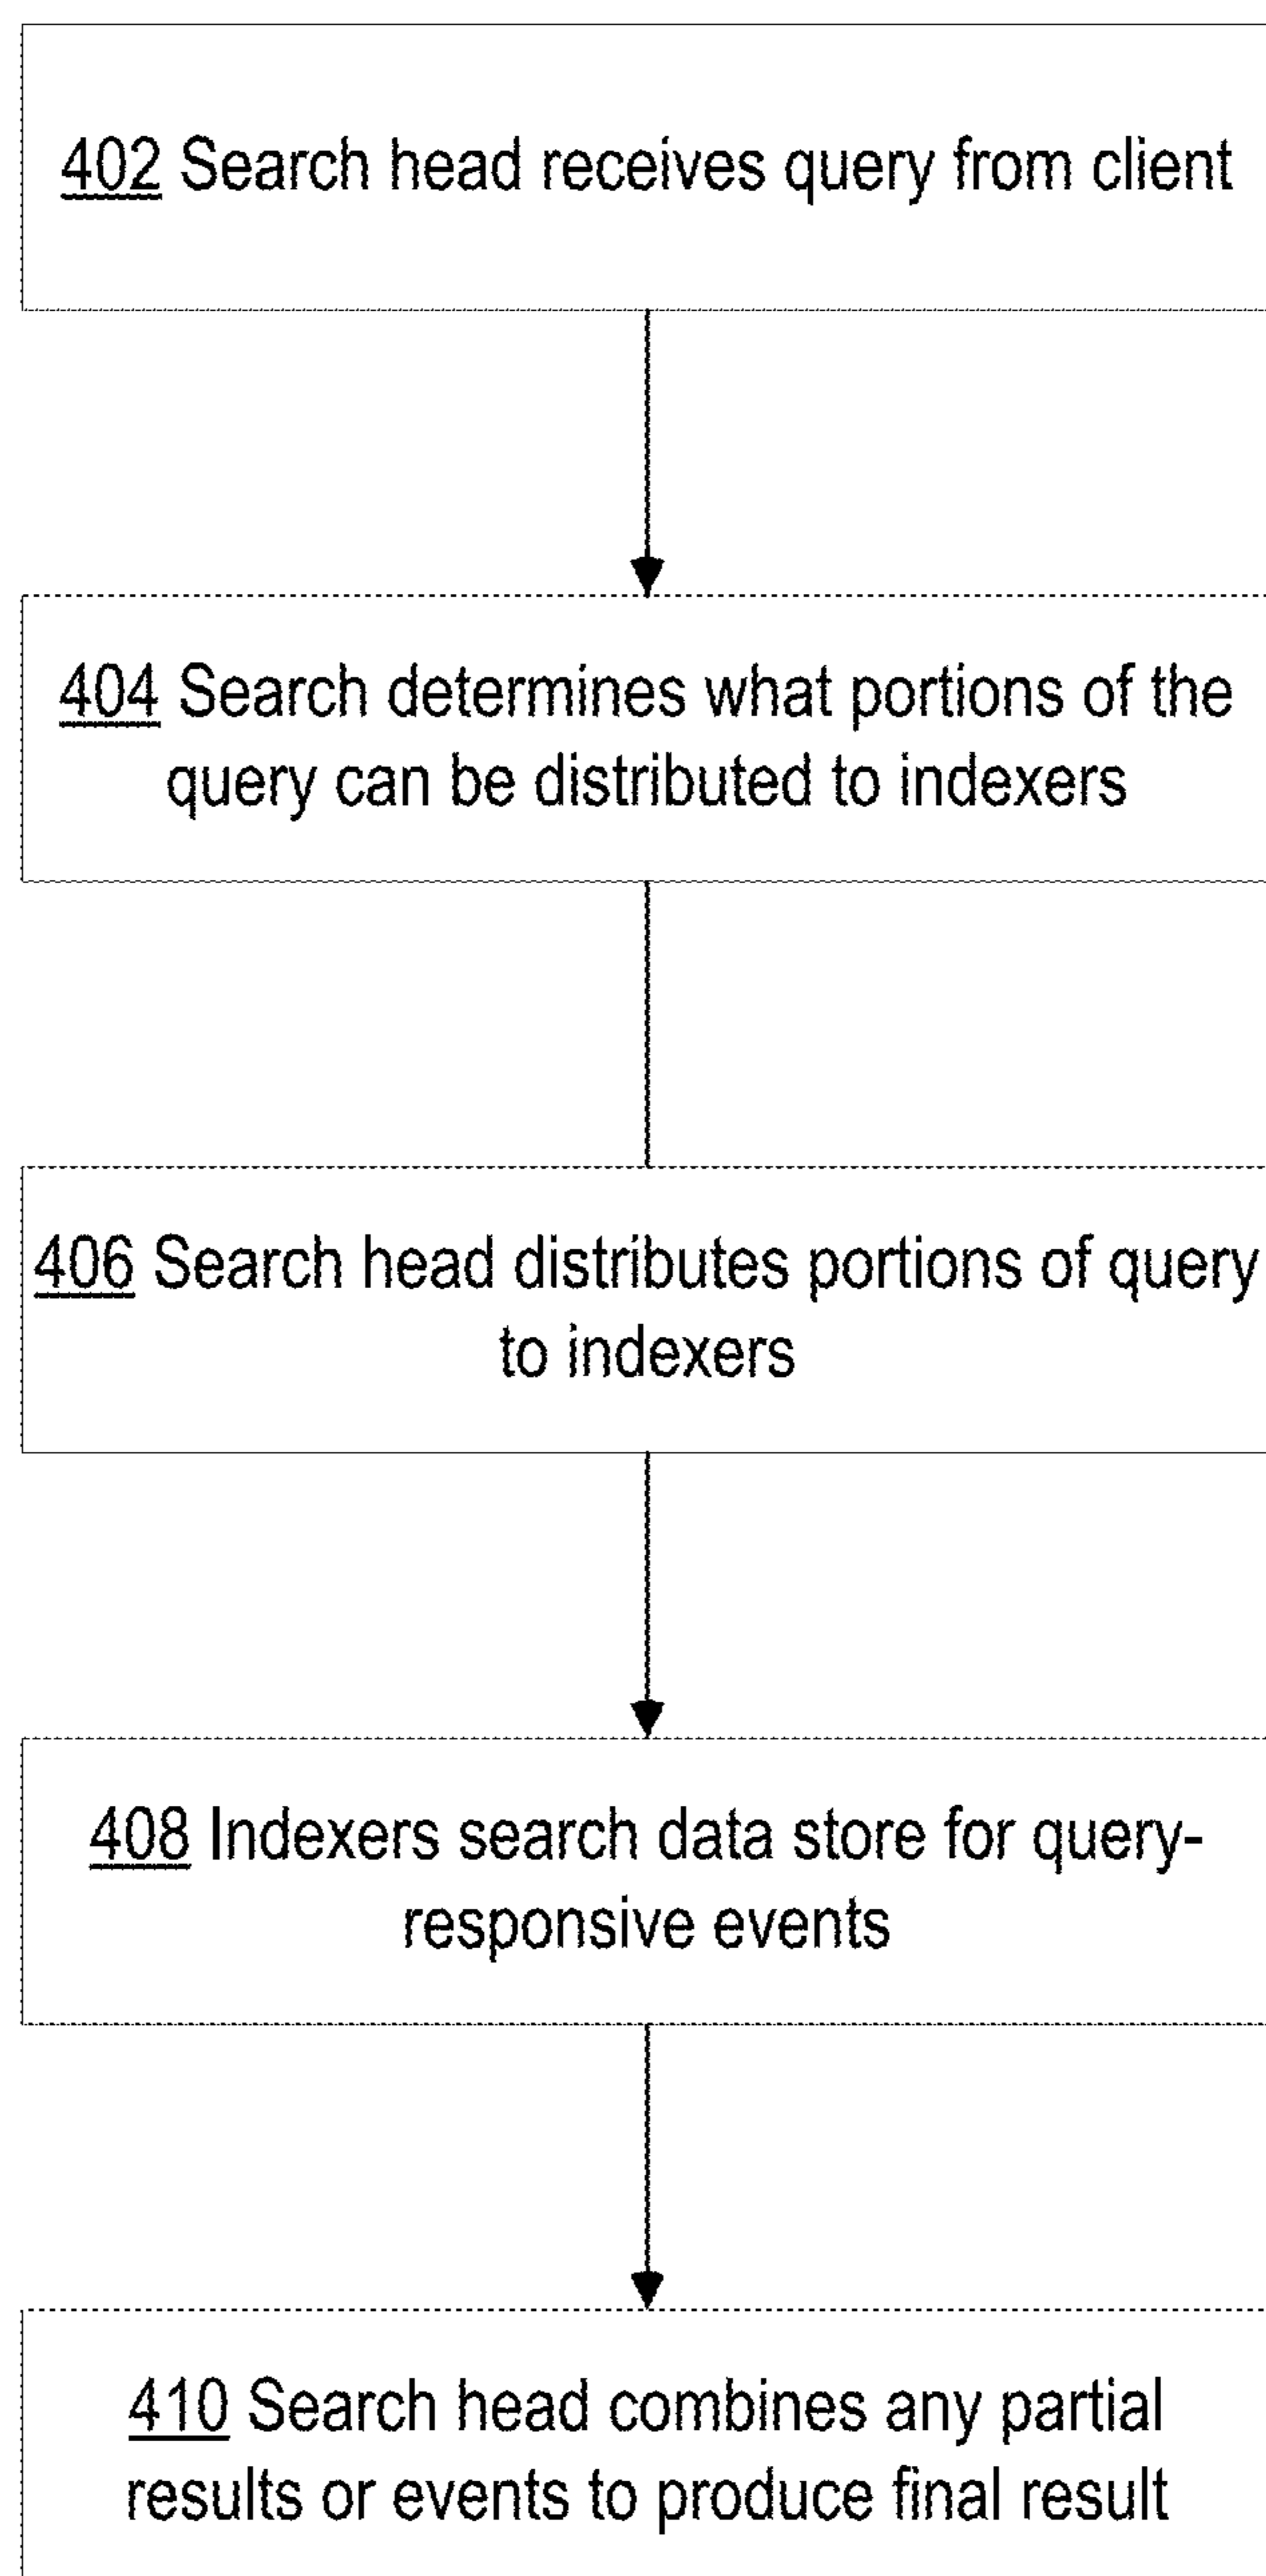 402 Search head receives query from client
404 Search determines what portions of the
query can be distributed to indexers
406 Search head distributes portions of query
to indexers
408 Indexers search data store for query-
responsive events
410 Search head combines any partial
results or events to produce final result